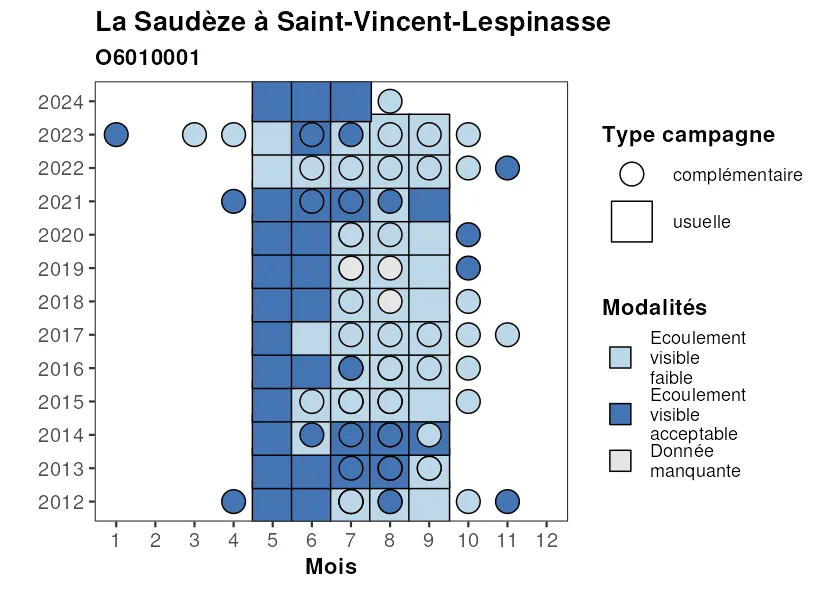 La Saudèze à Saint-Vincent-Lespinasse
O6010001
2024
2023
2022
2021
2020
2019
2018
2017
2016
2015
2014
2013
2012
1 2 3 4 5 6 7 8 9 10 11 12
Mois
Type campagne
complémentaire
usuelle
Modalités
Ecoulement
visible
faible
Ecoulement
visible
acceptable
Donnée
manquante